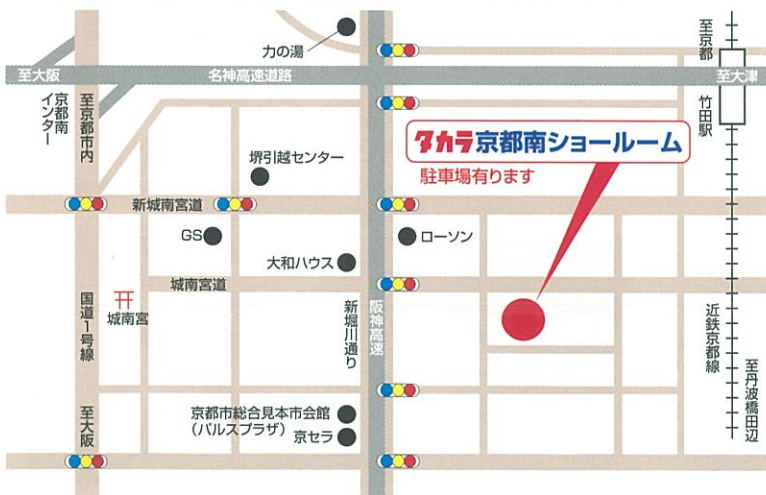 力の湯
至大阪
名神高速道路
至大津
至京都
竹田駅
京都南
インター
至京都市内
タカラ京都南ショールーム
駐車場有ります
堺引越センター
新城南宮道
GS
ローソン
大和ハウス
城南宮道
城南宮
国道1号線
新堀川通り
阪神高速
近鉄京都線
至丹波橋田辺
京都市総合見本市会館
(パルスプラザ)
京セラ
至大阪